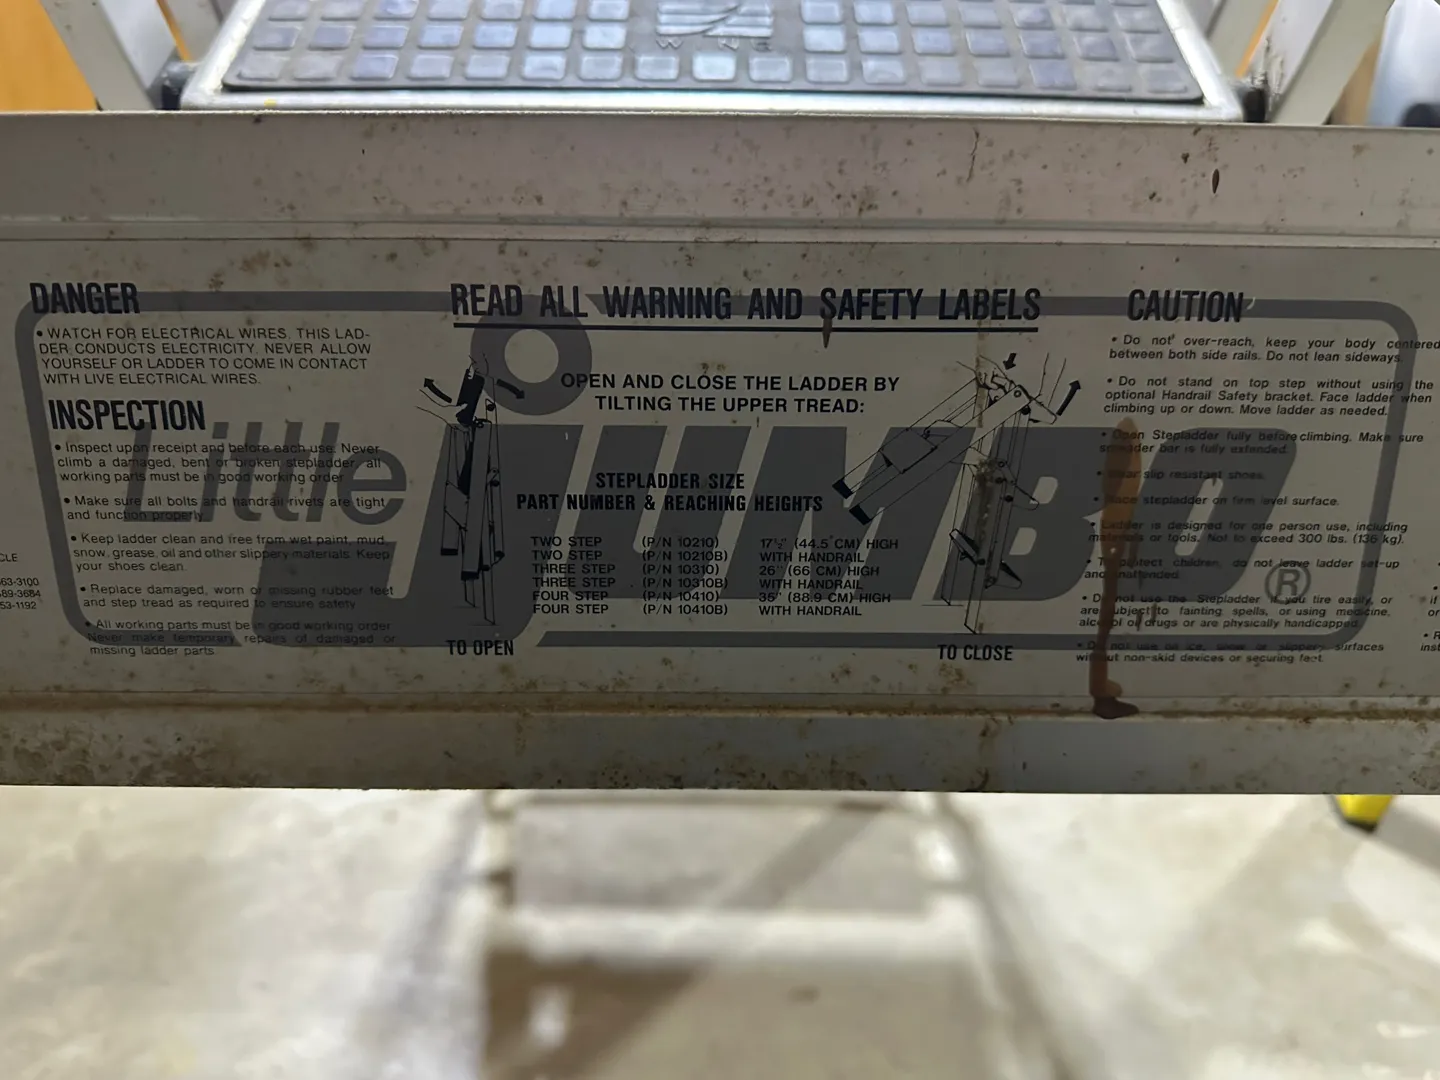 WING
DANGER
• WATCH FOR ELECTRICAL WIRES. THIS LAD-
DER CONDUCTS ELECTRICITY. NEVER ALLOW
YOURSELF OR LADDER TO COME IN CONTACT
WITH LIVE ELECTRICAL WIRES.
INSPECTION
• Inspect upon receipt and before each use. Never
climb a damaged, bent or broken stepladder, all
working parts must be in good working order
• Make sure all bolts and handrail rivets are tight
and function properly.
• Keep ladder clean and free from wet paint, mud,
snow, grease, oil and other slippery materials. Keep
your shoes clean.
• Replace damaged, worn or missing rubber feet
and step tread as required to ensure safety
• All working parts must be in good working order
Never make temporary repairs of damaged or
missing ladder parts
CLE
63-3100
89-3684
53-1192
READ ALL WARNING AND SAFETY LABELS
OPEN AND CLOSE THE LADDER BY
TILTING THE UPPER TREAD:
STEPLADDER SIZE
PART NUMBER & REACHING HEIGHTS
TWO STEP (P/N 10210) 17½" (44.5 CM) HIGH
TWO STEP (P/N 10210B) WITH HANDRAIL
THREE STEP (P/N 10310) 26" (66 CM) HIGH
THREE STEP (P/N 10310B) WITH HANDRAIL
FOUR STEP (P/N 10410) 35" (88.9 CM) HIGH
FOUR STEP (P/N 10410B) WITH HANDRAIL
TO OPEN
TO CLOSE
Little JUMBO ®
CAUTION
• Do not over-reach, keep your body centered
between both side rails. Do not lean sideways.
• Do not stand on top step without using the
optional Handrail Safety bracket. Face ladder when
climbing up or down. Move ladder as needed.
• Open Stepladder fully before climbing. Make sure
spreader bar is fully extended.
• Wear slip resistant shoes.
• Place stepladder on firm level surface.
• Ladder is designed for one person use, including
materials or tools. Not to exceed 300 lbs. (136 kg).
• To protect children, do not leave ladder set-up
and unattended.
• Do not use the Stepladder if you tire easily, or
are subject to fainting spells, or using medicine,
alcohol or drugs or are physically handicapped.
• Do not use on ice, snow or slippery surfaces
without non-skid devices or securing feet.
if
or
• R
inst